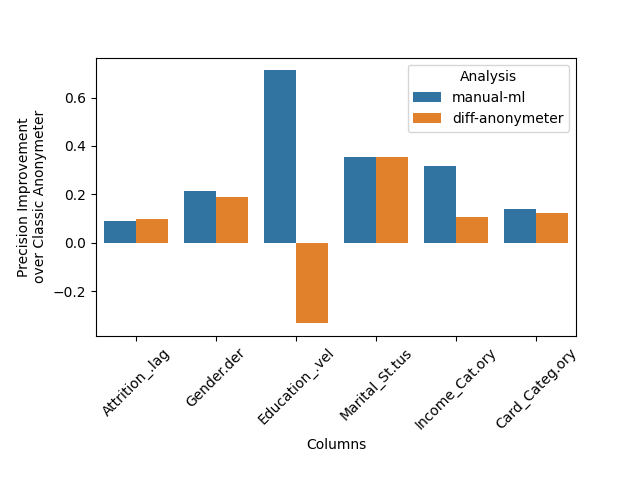 Analysis
manual-ml
diff-anonymeter
Precision Improvement
over Classic Anonymeter
0.6
0.4
0.2
0.0
−0.2
Attrition_.lag
Gender.der
Education_.vel
Marital_St.tus
Income_Cat.ory
Card_Categ.ory
Columns